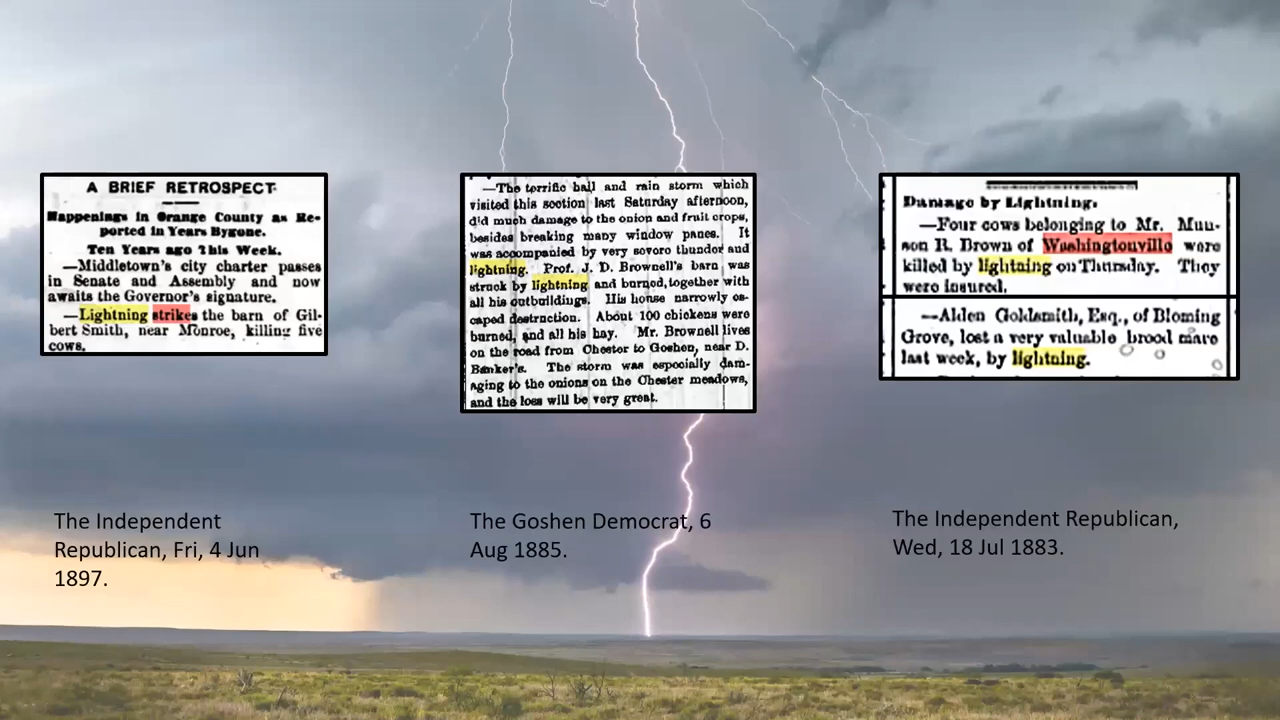 A BRIEF RETROSPECT
Happenings in Orange County as Re-
ported in Years Bygone.
Ten Years ago This Week.
—Middletown's city charter passes
in Senate and Assembly and now
awaits the Governor's signature.
—Lightning strikes the barn of Gil-
bert Smith, near Monroe, killing five
cows.
The Independent
Republican, Fri, 4 Jun
1897.
—The terrific hail and rain storm which
visited this section last Saturday afternoon,
did much damage to the onion and fruit crops,
besides breaking many window panes. It
was accompanied by very severe thunder and
lightning. Prof. J. D. Brownell's barn was
struck by lightning and burned, together with
all his outbuildings. His house narrowly es-
caped destruction. About 100 chickens were
burned, and all his hay. Mr. Brownell lives
on the road from Chester to Goshen, near D.
Banker's. The storm was especially dam-
aging to the onions on the Chester meadows,
and the loss will be very great.
The Goshen Democrat, 6
Aug 1885.
Damage by Lightning.
—Four cows belonging to Mr. Mun-
son R. Brown of Washingtonville were
killed by lightning on Thursday. They
were insured.
—Alden Goldsmith, Esq., of Bloming
Grove, lost a very valuable brood mare
last week, by lightning.
The Independent Republican,
Wed, 18 Jul 1883.